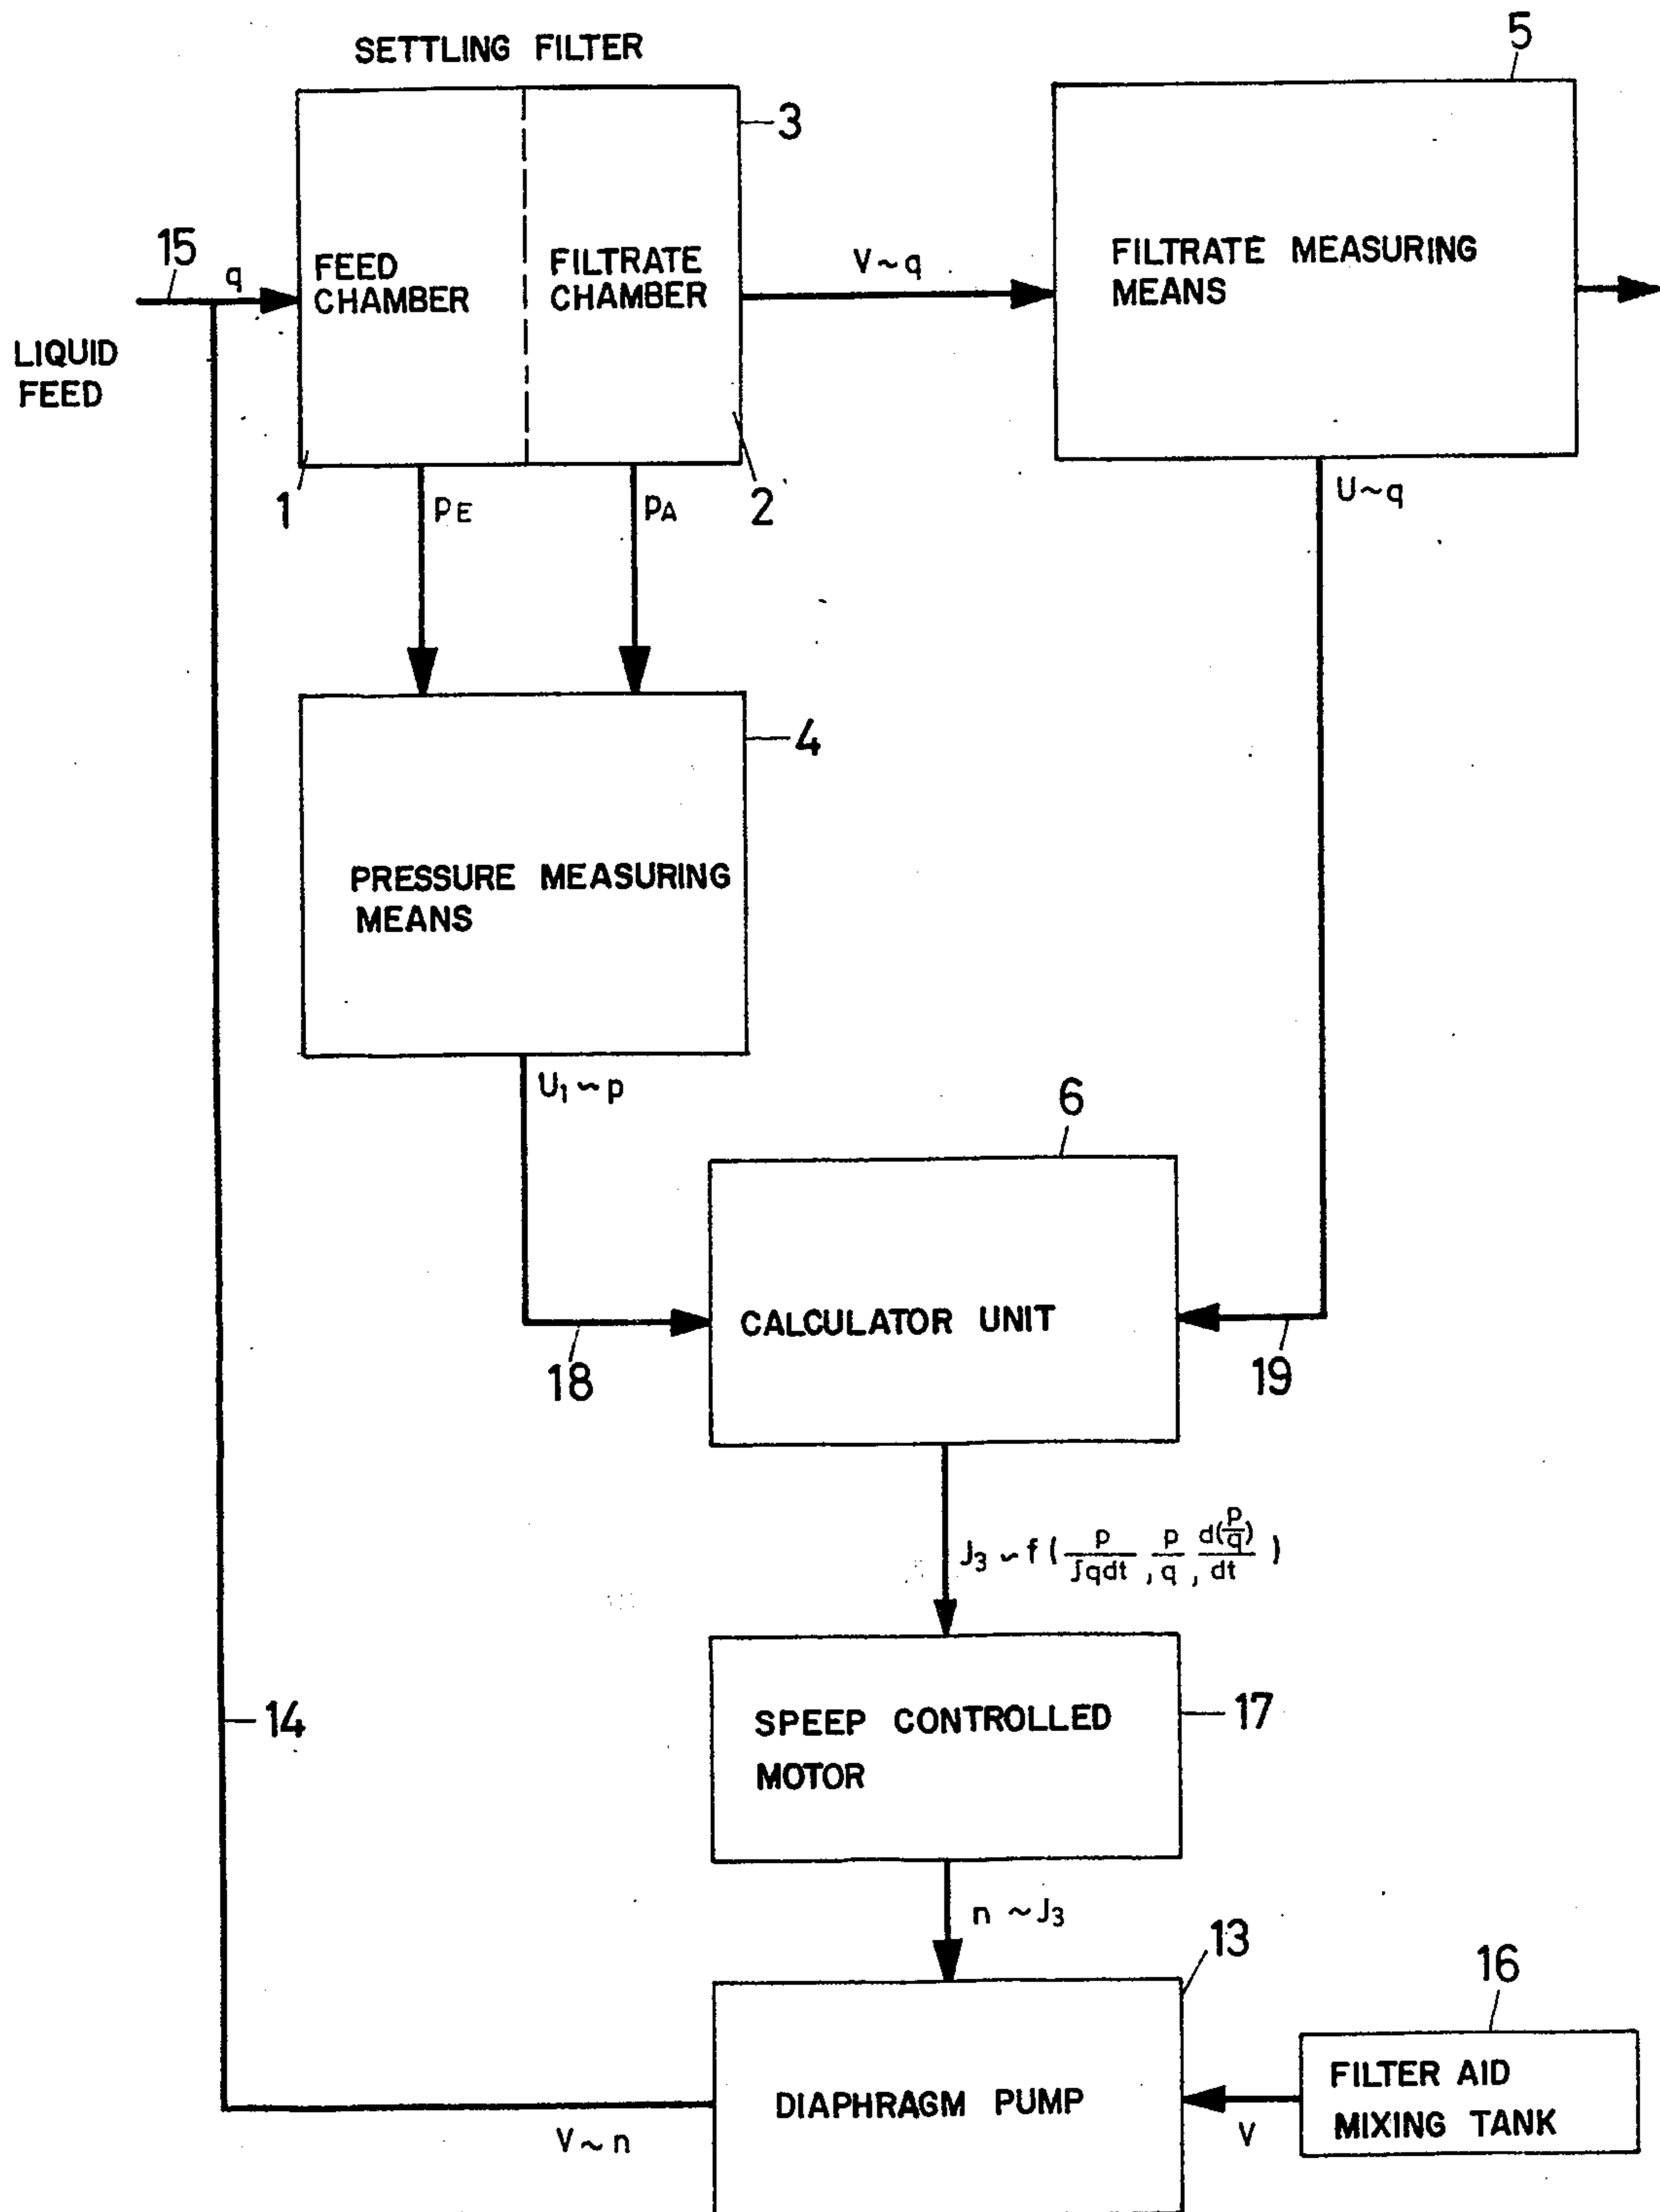 SETTLING FILTER
5
3
15
q
FEED
CHAMBER
FILTRATE
CHAMBER
V~q
FILTRATE MEASURING
MEANS
LIQUID
FEED
1
PE
PA
2
U~q
4
PRESSURE MEASURING
MEANS
U1~p
6
CALCULATOR UNIT
18
19
J3~f(p/∫qdt, p/q, d(p/q)/dt)
14
SPEEP CONTROLLED
MOTOR
17
n ~J3
13
16
DIAPHRAGM PUMP
FILTER AID
MIXING TANK
V
V~n